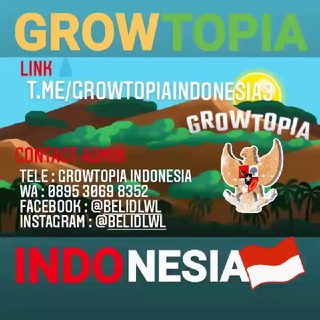 GROWTOPIA
LINK
T.ME/GROWTOPIAINDONESIA3
GROWTOPIA
CONTACT ADMIN
TELE : GROWTOPIA INDONESIA
WA : 0895 3069 8352
FACEBOOK : @BELIDLWL
INSTAGRAM : @BELIDLWL
INDONESIA